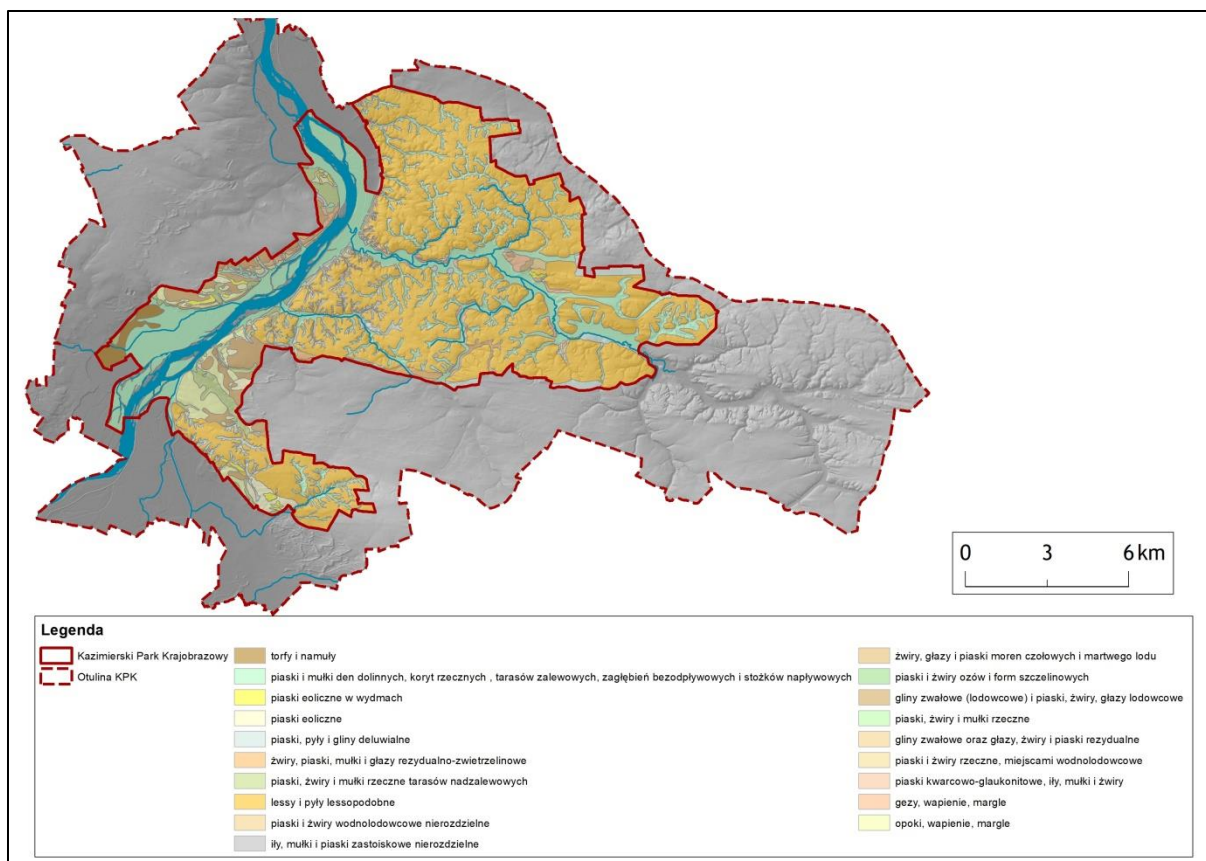 0 3 6 km
Legenda
Kazimierski Park Krajobrazowy
Otulina KPK
torfy i namuły
piaski i mułki den dolinnych, koryt rzecznych , tarasów zalewowych, zagłębień bezodpływowych i stożków napływowych
piaski eoliczne w wydmach
piaski eoliczne
piaski, pyły i gliny deluwialne
żwiry, piaski, mułki i głazy rezydualno-zwietrzelinowe
piaski, żwiry i mułki rzeczne tarasów nadzalewowych
lessy i pyły lessopodobne
piaski i żwiry wodnolodowcowe nierozdzielne
iły, mułki i piaski zastoiskowe nierozdzielne
żwiry, głazy i piaski moren czołowych i martwego lodu
piaski i żwiry ozów i form szczelinowych
gliny zwałowe (lodowcowe) i piaski, żwiry, głazy lodowcowe
piaski, żwiry i mułki rzeczne
gliny zwałowe oraz głazy, żwiry i piaski rezydualne
piaski i żwiry rzeczne, miejscami wodnolodowcowe
piaski kwarcowo-glaukonitowe, iły, mułki i żwiry
gezy, wapienie, margle
opoki, wapienie, margle